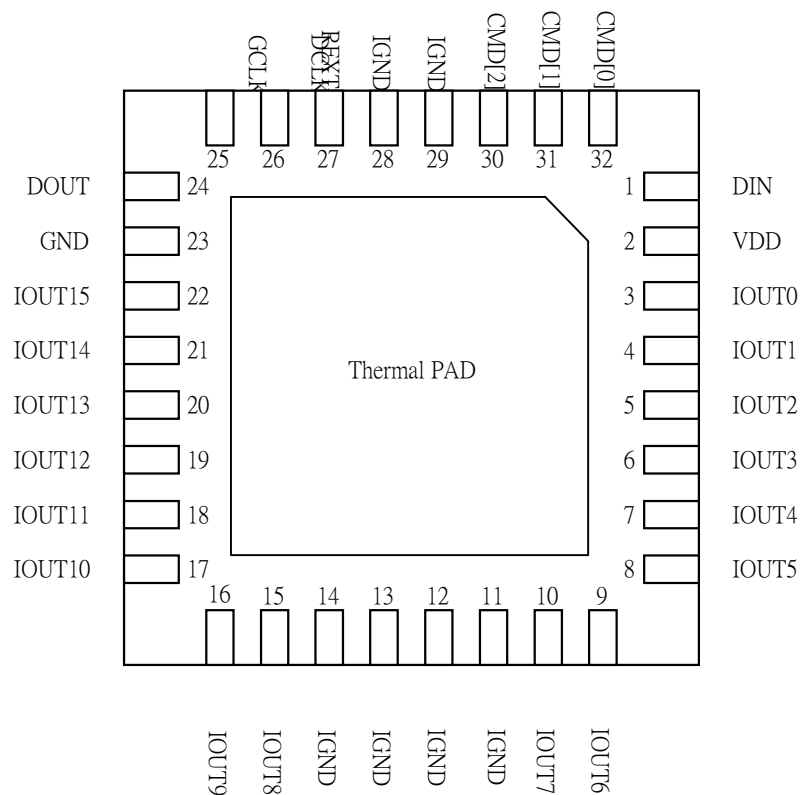 GCLK
DCLK
REXT
IGND
IGND
CMD[2]
CMD[1]
CMD[0]
25
26
27
28
29
30
31
32
DOUT 24
GND 23
IOUT15 22
IOUT14 21
IOUT13 20
IOUT12 19
IOUT11 18
IOUT10 17
Thermal PAD
1 DIN
2 VDD
3 IOUT0
4 IOUT1
5 IOUT2
6 IOUT3
7 IOUT4
8 IOUT5
16
15
14
13
12
11
10
9
IOUT9
IOUT8
IGND
IGND
IGND
IGND
IOUT7
IOUT6